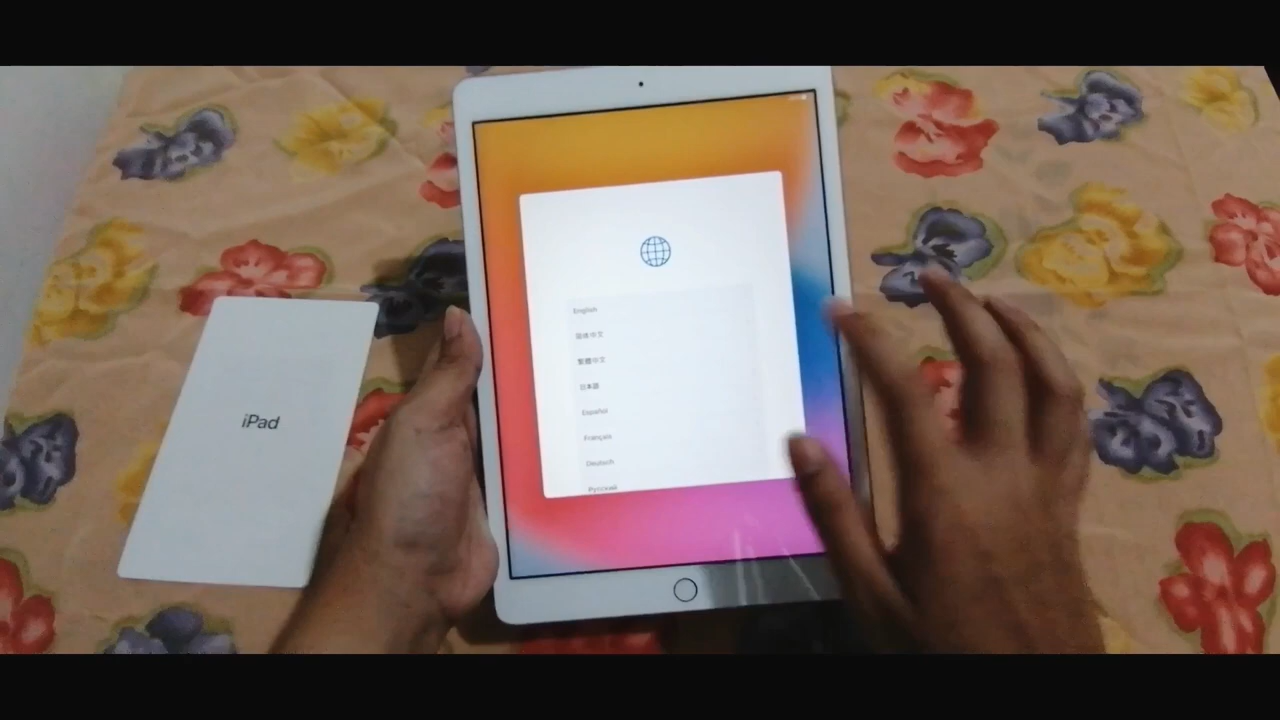 iPad
English
简体中文
繁體中文
日本語
Español
Français
Deutsch
Русский